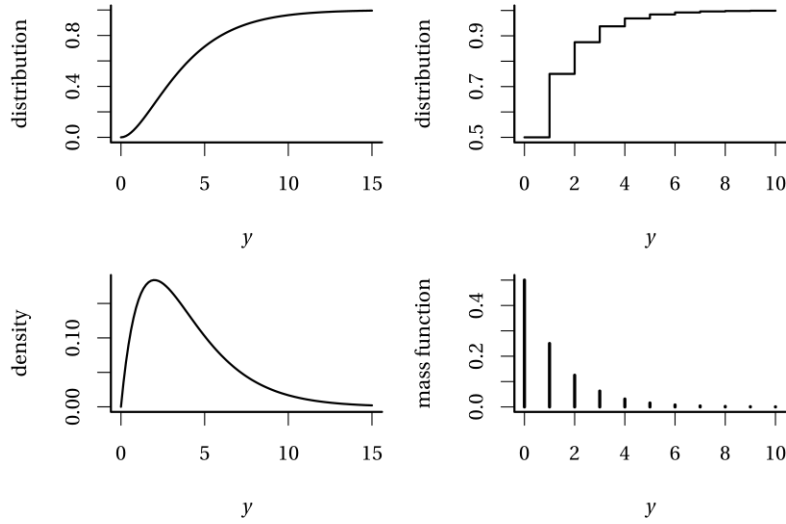 distribution
0.0 0.4 0.8
0 5 10 15
y
distribution
0.5 0.7 0.9
0 2 4 6 8 10
y
density
0.00 0.10
0 5 10 15
y
mass function
0.0 0.2 0.4
0 2 4 6 8 10
y